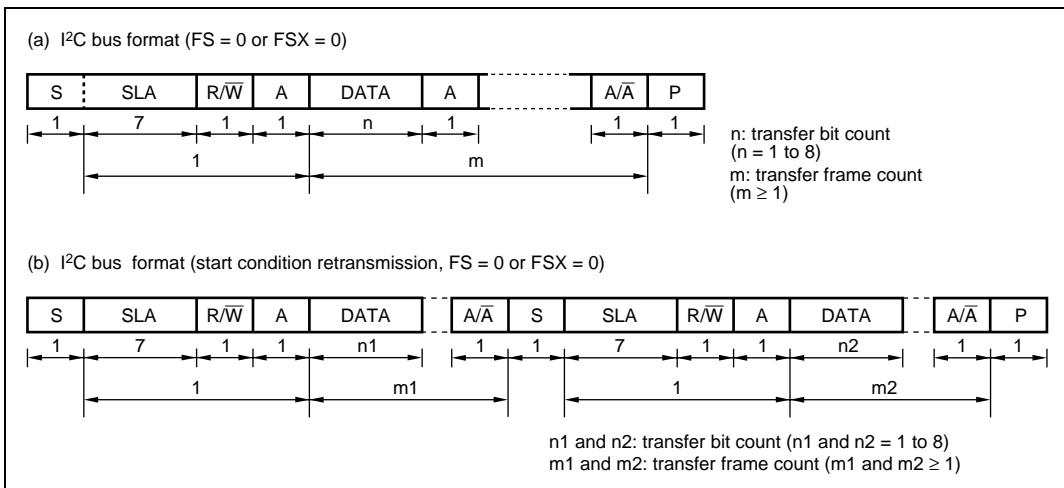 (a) I²C bus format (FS = 0 or FSX = 0)
S SLA R/W̅ A DATA A A/A̅ P
1 7 1 1 n 1 1 1
1 m
n: transfer bit count
(n = 1 to 8)
m: transfer frame count
(m ≥ 1)
(b) I²C bus format (start condition retransmission, FS = 0 or FSX = 0)
S SLA R/W̅ A DATA A/A̅ S SLA R/W̅ A DATA A/A̅ P
1 7 1 1 n1 1 1 7 1 1 n2 1 1
1 m1 1 m2
n1 and n2: transfer bit count (n1 and n2 = 1 to 8)
m1 and m2: transfer frame count (m1 and m2 ≥ 1)